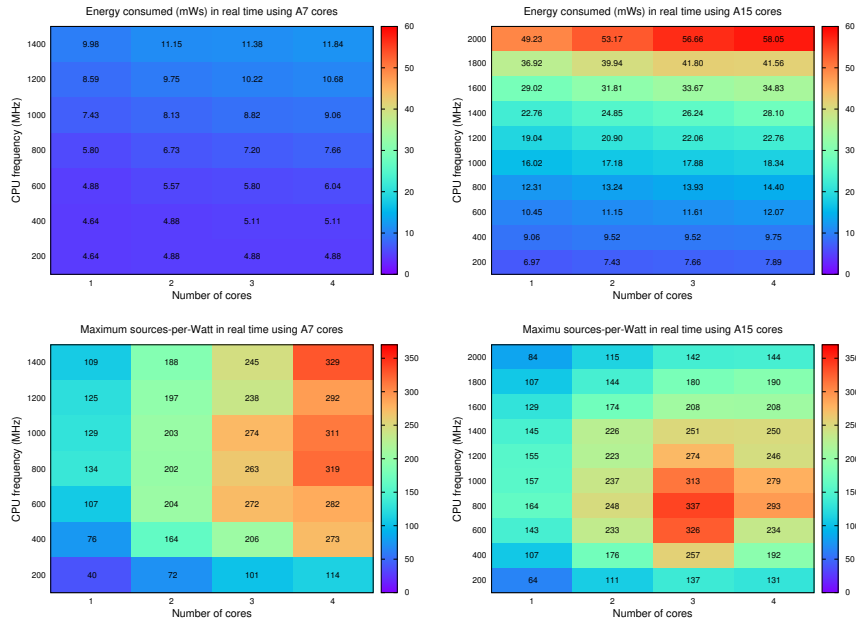 Energy consumed (mWs) in real time using A7 cores
CPU frequency (MHz)
1400 9.98 11.15 11.38 11.84
1200 8.59 9.75 10.22 10.68
1000 7.43 8.13 8.82 9.06
800 5.80 6.73 7.20 7.66
600 4.88 5.57 5.80 6.04
400 4.64 4.88 5.11 5.11
200 4.64 4.88 4.88 4.88
1 2 3 4
Number of cores
60
50
40
30
20
10
0
Energy consumed (mWs) in real time using A15 cores
CPU frequency (MHz)
2000 49.23 53.17 56.66 58.05
1800 36.92 39.94 41.80 41.56
1600 29.02 31.81 33.67 34.83
1400 22.76 24.85 26.24 28.10
1200 19.04 20.90 22.06 22.76
1000 16.02 17.18 17.88 18.34
800 12.31 13.24 13.93 14.40
600 10.45 11.15 11.61 12.07
400 9.06 9.52 9.52 9.75
200 6.97 7.43 7.66 7.89
1 2 3 4
Number of cores
60
50
40
30
20
10
0
Maximum sources-per-Watt in real time using A7 cores
CPU frequency (MHz)
1400 109 188 245 329
1200 125 197 238 292
1000 129 203 274 311
800 134 202 263 319
600 107 204 272 282
400 76 164 206 273
200 40 72 101 114
1 2 3 4
Number of cores
350
300
250
200
150
100
50
0
Maximu sources-per-Watt in real time using A15 cores
CPU frequency (MHz)
2000 84 115 142 144
1800 107 144 180 190
1600 129 174 208 208
1400 145 226 251 250
1200 155 223 274 246
1000 157 237 313 279
800 164 248 337 293
600 143 233 326 234
400 107 176 257 192
200 64 111 137 131
1 2 3 4
Number of cores
350
300
250
200
150
100
50
0